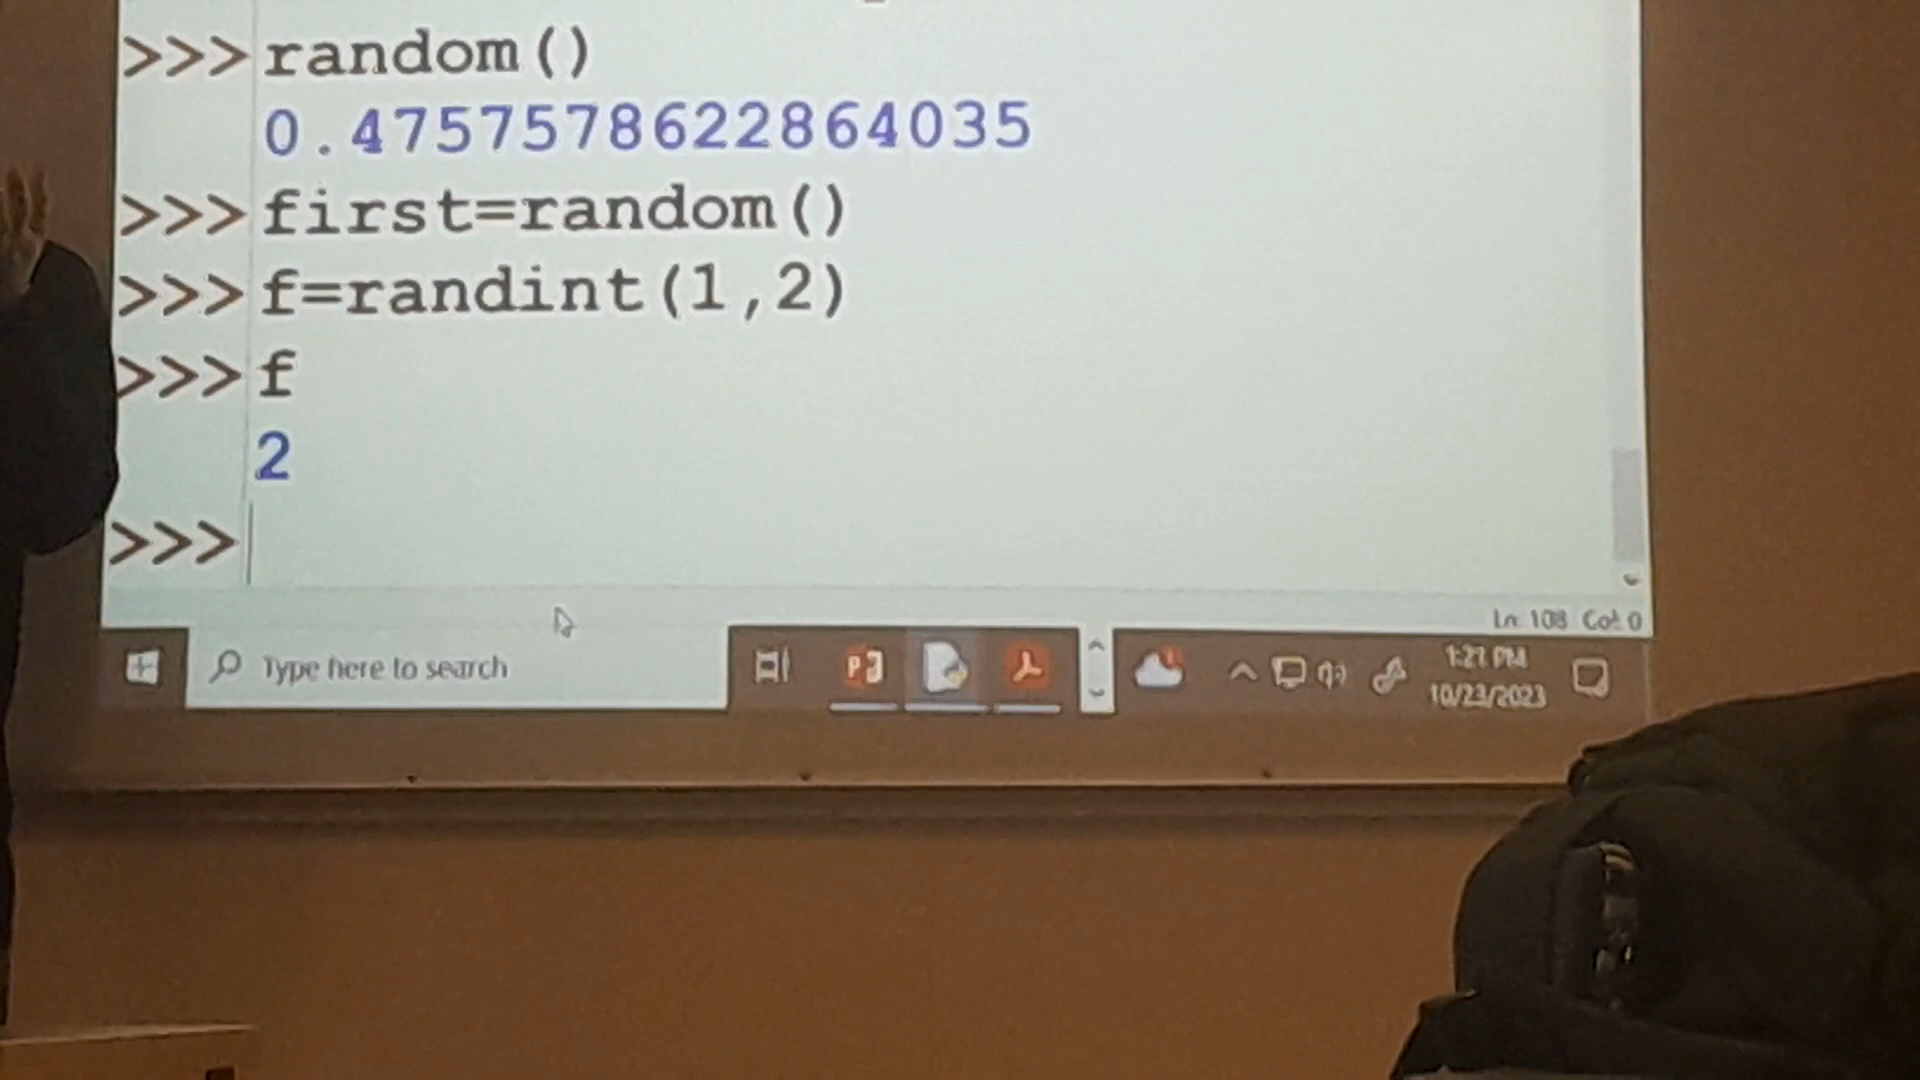 >>> random()
0.4757578622864035
>>> first=random()
>>> f=randint(1,2)
>>> f
2
>>>
Ln: 108 Col: 0
Type here to search
1:27 PM
10/23/2023